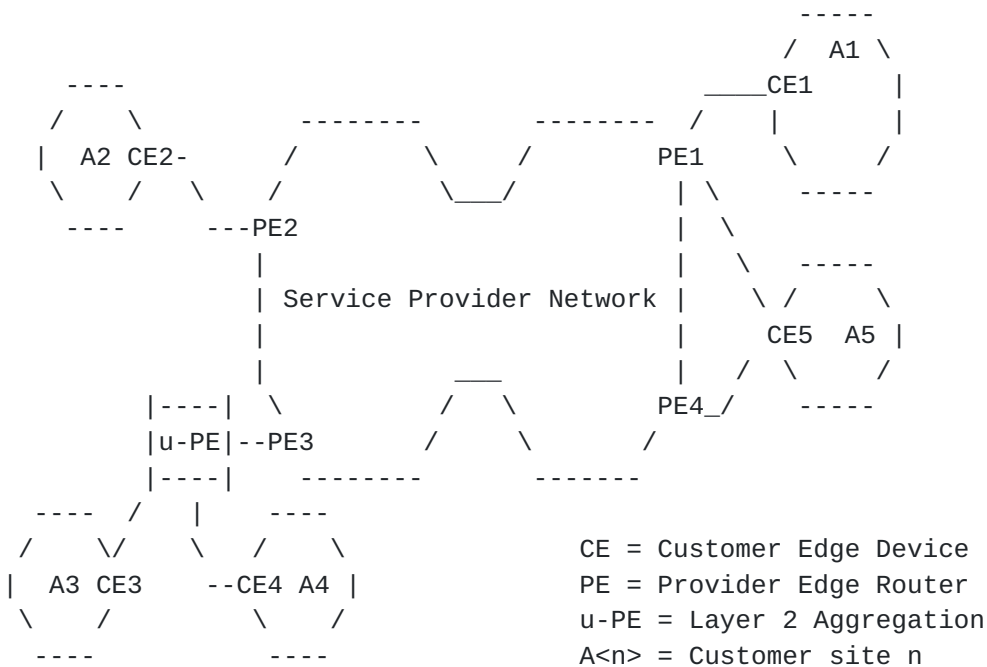 A1
CE1
A2 CE2
PE1
PE2
Service Provider Network
CE5 A5
PE4
u-PE
PE3
CE = Customer Edge Device
A3 CE3
CE4 A4
PE = Provider Edge Router
u-PE = Layer 2 Aggregation
A<n> = Customer site n